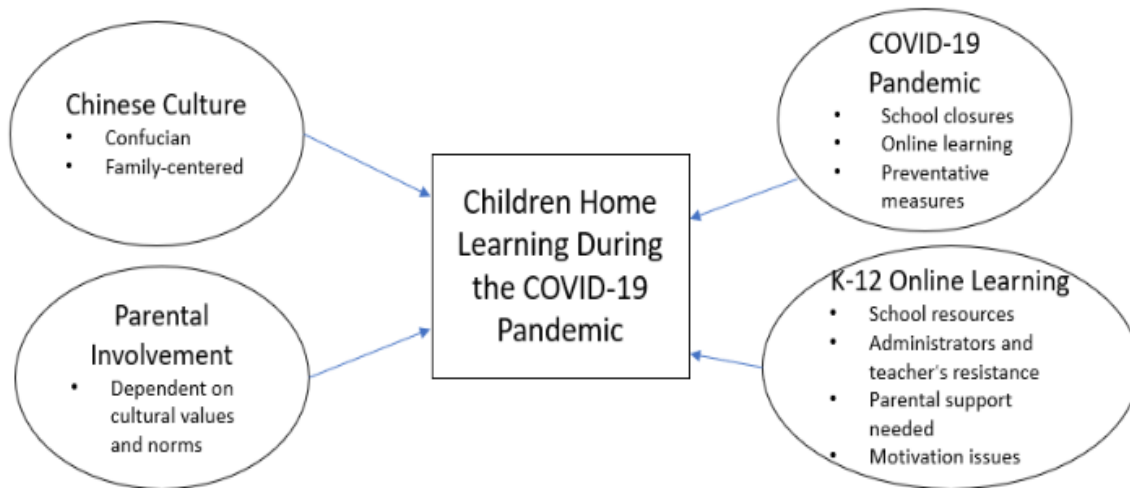 Chinese Culture
• Confucian
• Family-centered
Parental
Involvement
• Dependent on
cultural values
and norms
Children Home
Learning During
the COVID-19
Pandemic
COVID-19
Pandemic
• School closures
• Online learning
• Preventative
measures
K-12 Online Learning
• School resources
• Administrators and
teacher's resistance
• Parental support
needed
• Motivation issues